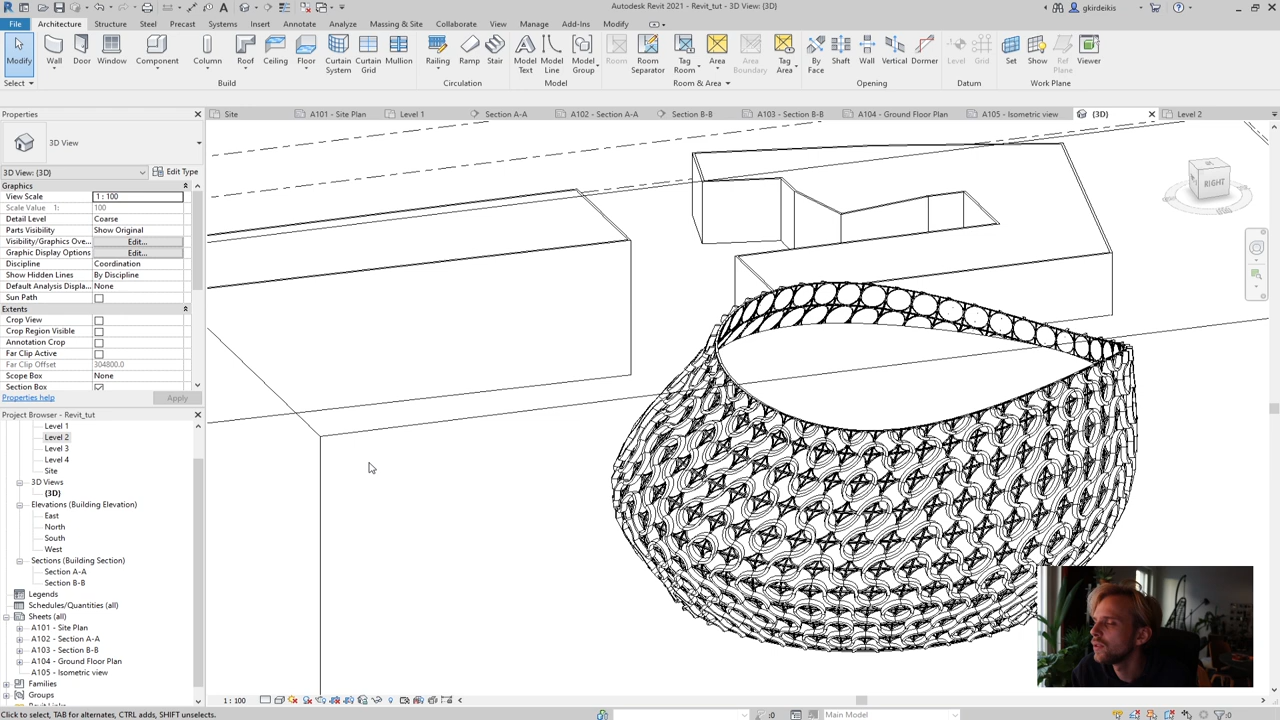 Autodesk Revit 2021 - Revit_tut - 3D View: {3D}
gkirdeikis
File Architecture Structure Steel Precast Systems Insert Annotate Analyze Massing & Site Collaborate View Manage Add-Ins Modify
Modify Wall Door Window Component Column Roof Ceiling Floor Curtain System Curtain Grid Mullion Railing Ramp Stair Model Text Model Line Model Group Room Room Separator Tag Room Area Area Boundary Tag Area By Face Shaft Wall Vertical Dormer Level Grid Set Show Ref Plane Viewer
Select Build Circulation Model Room & Area Opening Datum Work Plane
Properties
Site A101 - Site Plan Level 1 Section A-A A102 - Section A-A Section B-B A103 - Section B-B A104 - Ground Floor Plan A105 - Isometric view {3D} Level 2
3D View
3D View: {3D} Edit Type
Graphics
View Scale 1 : 100
Scale Value 1: 100
Detail Level Coarse
Parts Visibility Show Original
Visibility/Graphics Ove... Edit...
Graphic Display Options Edit...
Discipline Coordination
Show Hidden Lines By Discipline
Default Analysis Displa... None
Sun Path
Extents
Crop View
Crop Region Visible
Annotation Crop
Far Clip Active
Far Clip Offset 304800.0
Scope Box None
Section Box
Properties help Apply
Project Browser - Revit_tut
Level 1
Level 2
Level 3
Level 4
Site
3D Views
{3D}
Elevations (Building Elevation)
East
North
South
West
Sections (Building Section)
Section A-A
Section B-B
Legends
Schedules/Quantities (all)
Sheets (all)
A101 - Site Plan
A102 - Section A-A
A103 - Section B-B
A104 - Ground Floor Plan
A105 - Isometric view
Families
Groups
Revit Links
RIGHT
1 : 100
Click to select, TAB for alternates, CTRL adds, SHIFT unselects. :0 Main Model :0